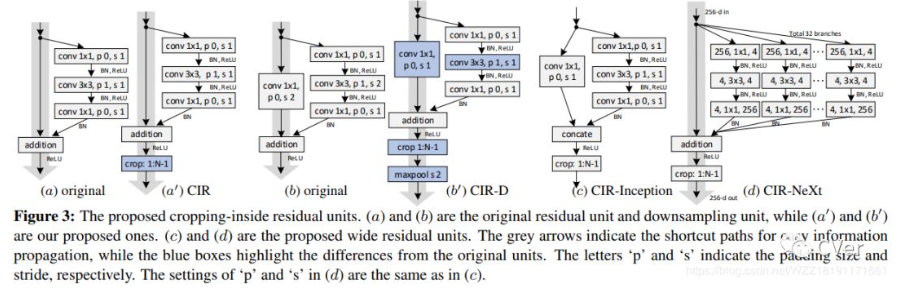 conv 1x1, p 0, s 1
BN, ReLU
conv 3x3, p 1, s 1
BN, ReLU
conv 1x1, p 0, s 1
BN
addition
ReLU
(a) original
conv 1x1, p 0, s 1
BN, ReLU
conv 3x3, p 1, s 1
BN, ReLU
conv 1x1, p 0, s 1
BN
addition
ReLU
crop: 1:N-1
(a′) CIR
conv 1x1,
p 0, s 2
conv 1x1, p 0, s 1
BN, ReLU
conv 3x3, p 1, s 2
BN, ReLU
conv 1x1, p 0, s 1
BN
addition
ReLU
(b) original
conv 1x1,
p 0, s 1
conv 1x1, p 0, s 1
BN, ReLU
conv 3x3, p 1, s 1
BN, ReLU
conv 1x1, p 0, s 1
BN
addition
ReLU
crop 1:N-1
maxpool s 2
(b′) CIR-D
conv 1x1,
p 0, s 1
conv 1x1, p 0, s 1
BN, ReLU
conv 3x3, p 1, s 1
BN, ReLU
conv 1x1, p 0, s 1
BN
concate
ReLU
crop: 1:N-1
(c) CIR-Inception
256-d in
Total 32 branches
256, 1x1, 4
256, 1x1, 4
...
256, 1x1, 4
BN, ReLU
BN, ReLU
BN, ReLU
4, 3x3, 4
4, 3x3, 4
...
4, 3x3, 4
BN, ReLU
BN, ReLU
BN, ReLU
4, 1x1, 256
4, 1x1, 256
...
4, 1x1, 256
BN
BN
BN
addition
ReLU
crop: 1:N-1
256-d out
(d) CIR-NeXt
Figure 3: The proposed cropping-inside residual units. (a) and (b) are the original residual unit and downsampling unit, while (a′) and (b′)
are our proposed ones. (c) and (d) are the proposed wide residual units. The grey arrows indicate the shortcut paths for easy information
propagation, while the blue boxes highlight the differences from the original units. The letters ‘p’ and ‘s’ indicate the padding size and
stride, respectively. The settings of ‘p’ and ‘s’ in (d) are the same as in (c).
CVer